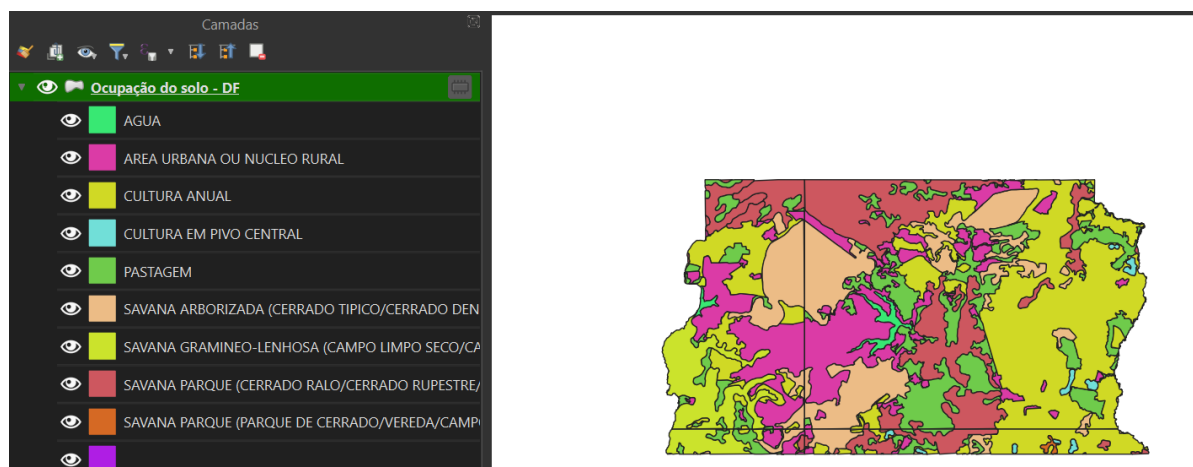 Camadas
Ocupação do solo - DF
AGUA
AREA URBANA OU NUCLEO RURAL
CULTURA ANUAL
CULTURA EM PIVO CENTRAL
PASTAGEM
SAVANA ARBORIZADA (CERRADO TIPICO/CERRADO DEN
SAVANA GRAMINEO-LENHOSA (CAMPO LIMPO SECO/CA
SAVANA PARQUE (CERRADO RALO/CERRADO RUPESTRE/
SAVANA PARQUE (PARQUE DE CERRADO/VEREDA/CAMP